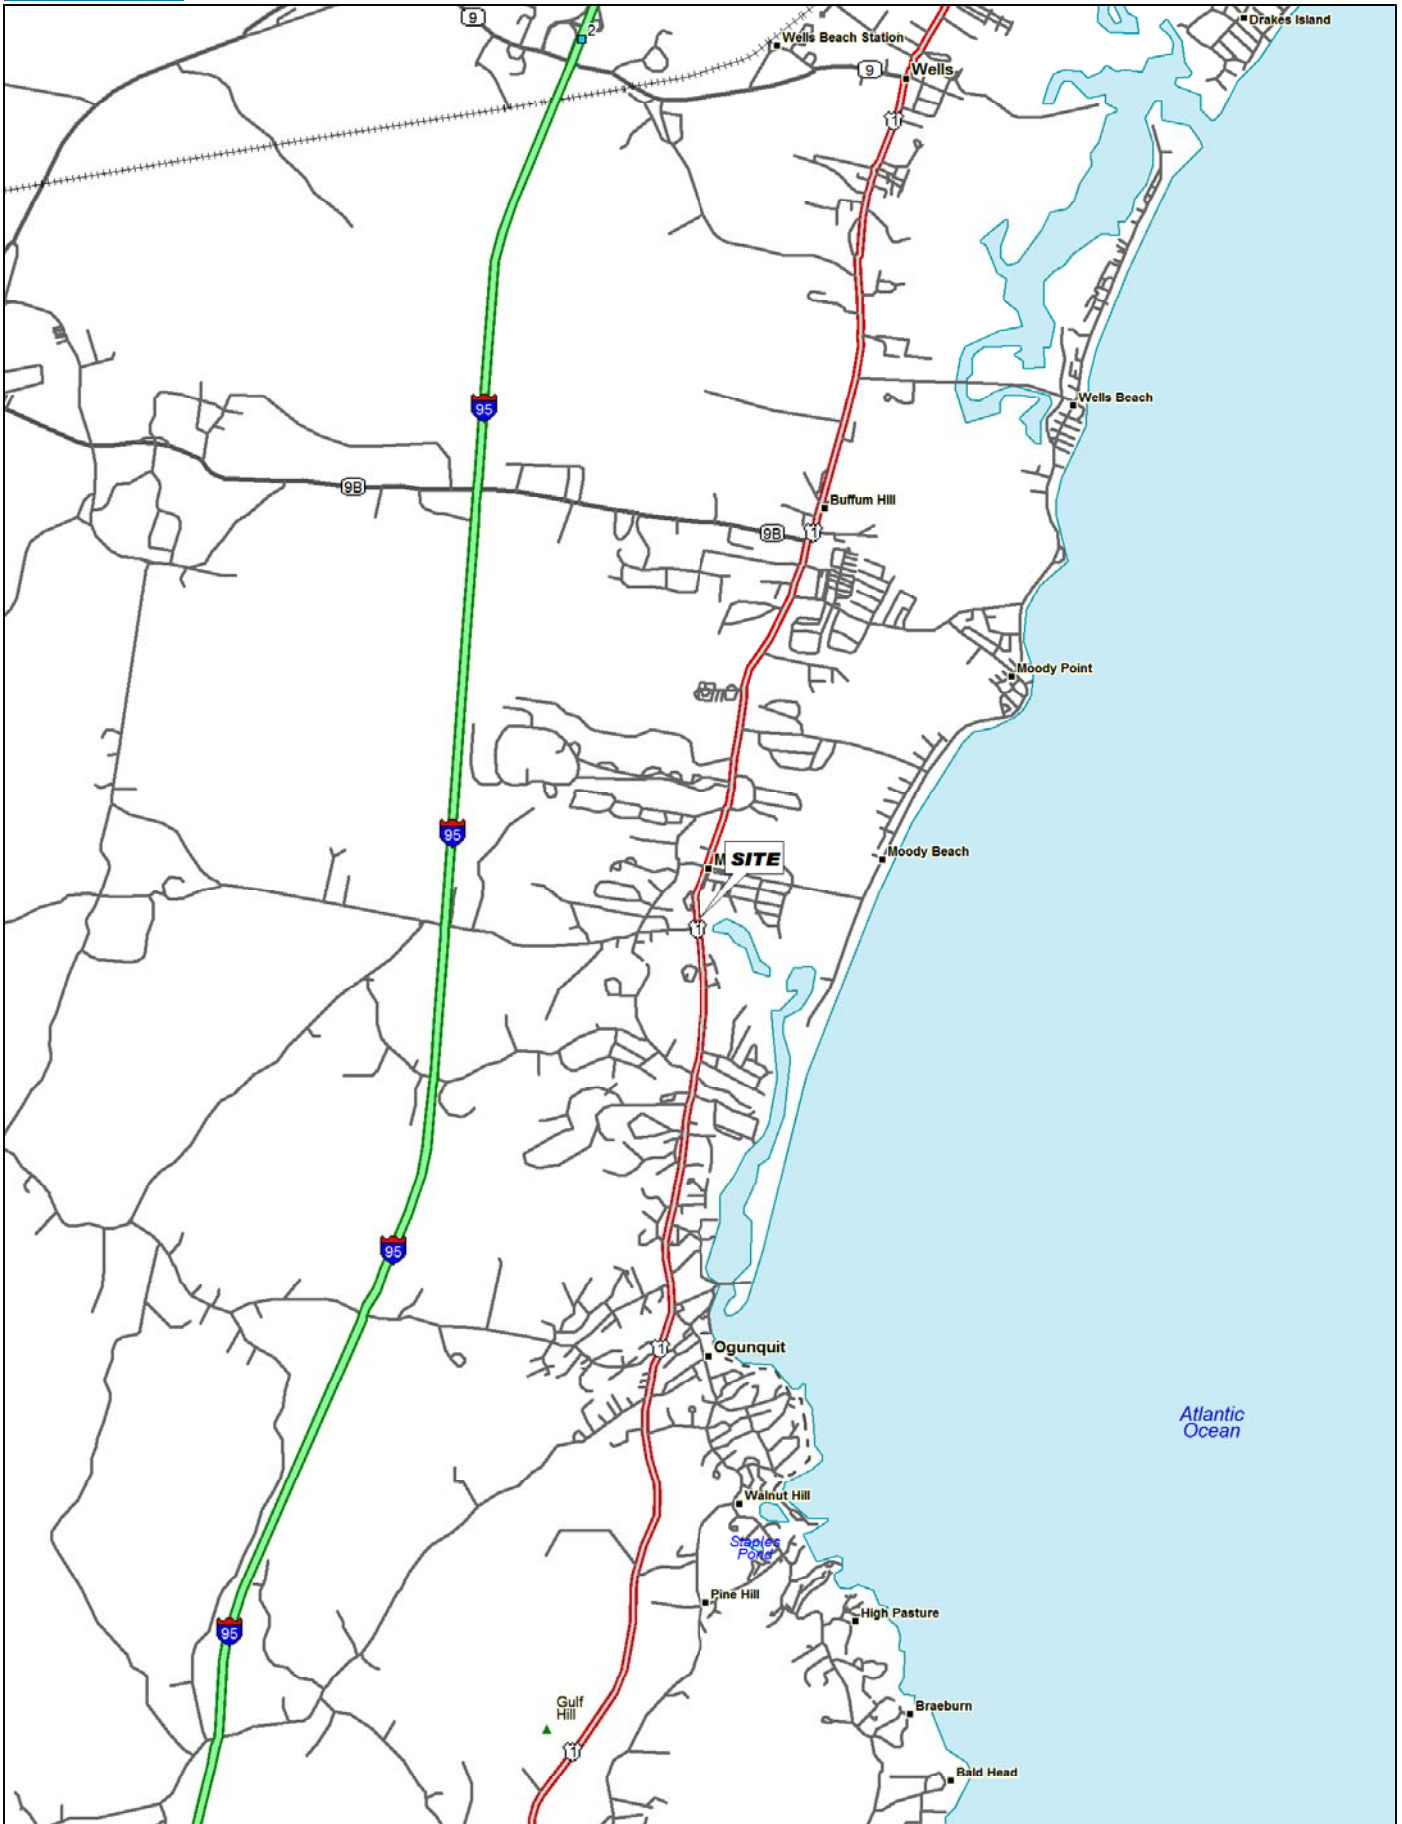 9
2
Drakes Island
Wells Beach Station
9
Wells
1
95
Wells Beach
9B
Buffum Hill
9B
1
Moody Point
95
Moody Beach
M
SITE
1
95
1
Ogunquit
Atlantic
Ocean
Walnut Hill
Staples
Pond
Pine Hill
High Pasture
95
Gulf
Hill
Braeburn
1
Bald Head